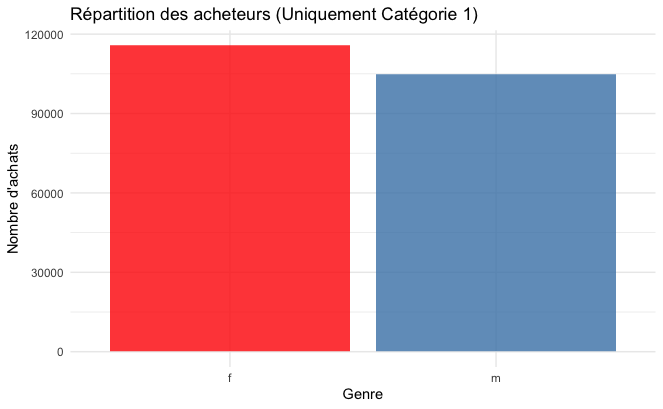 Répartition des acheteurs (Uniquement Catégorie 1)
120000
90000
60000
30000
0
Nombre d'achats
f
m
Genre